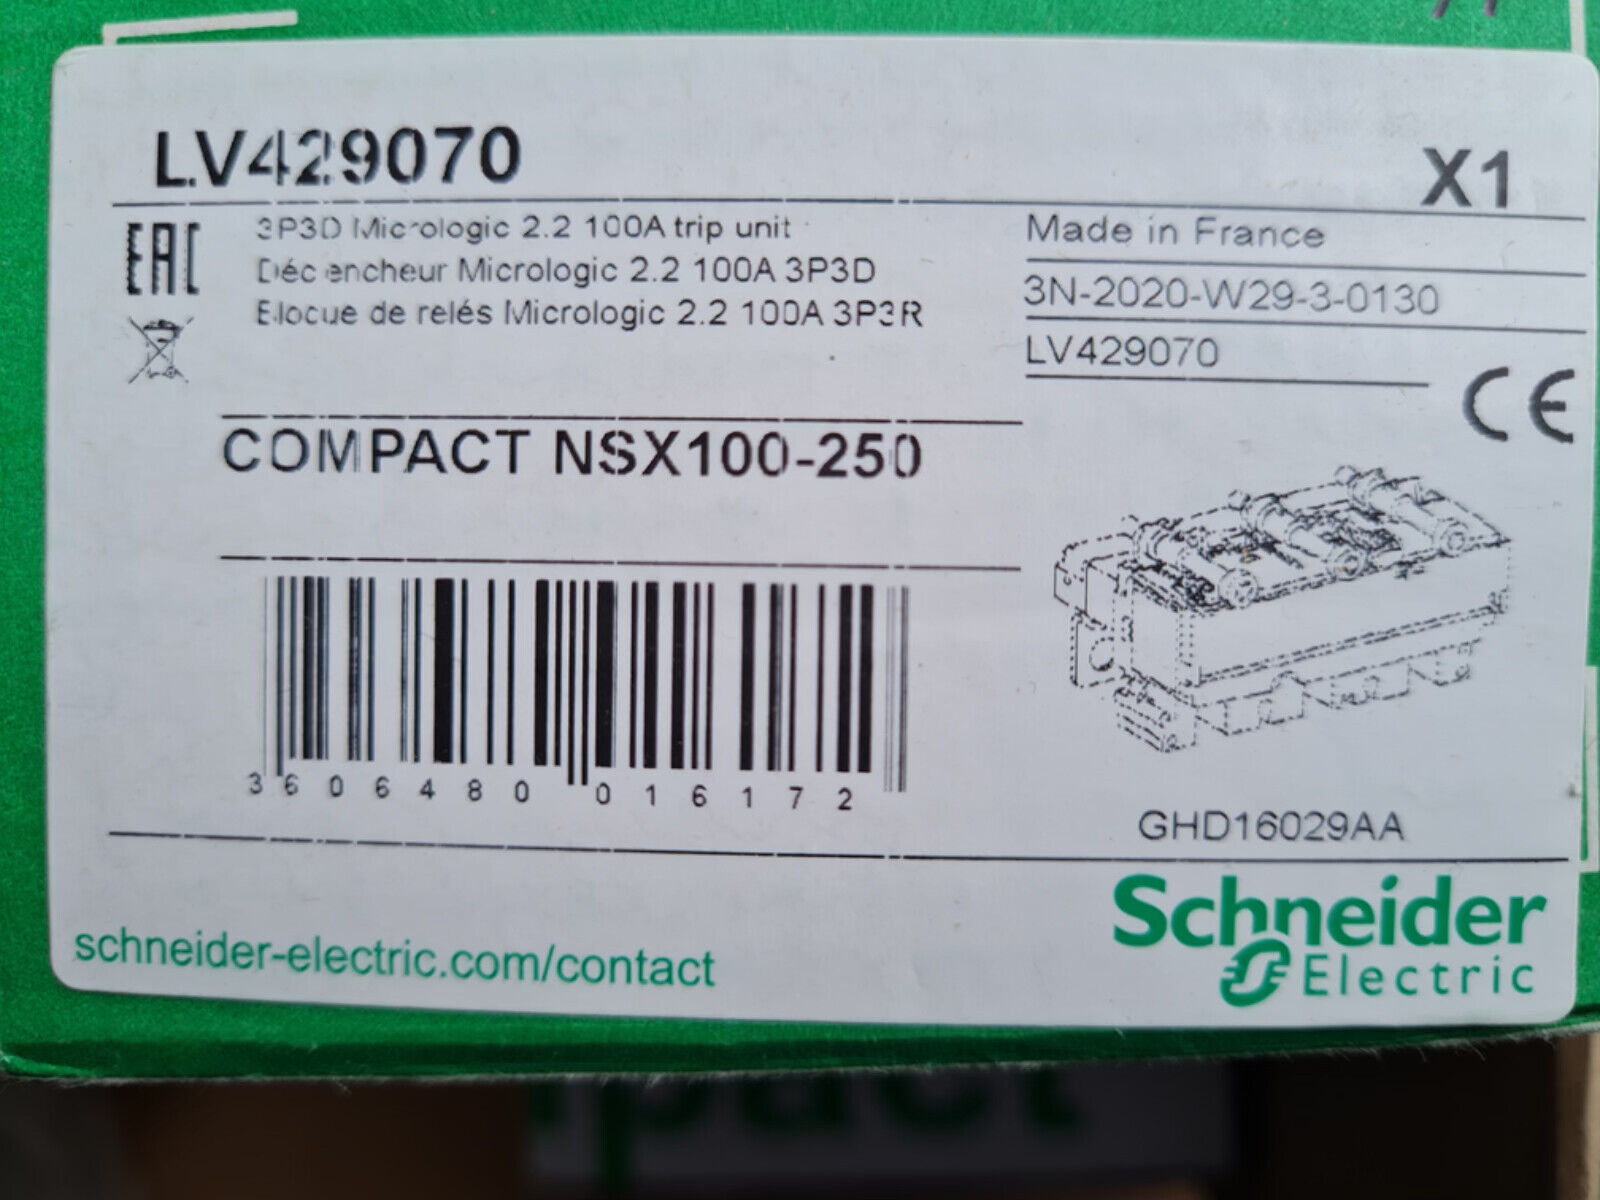 LV429070
X1
EAC
3P3D Micrologic 2.2 100A trip unit
Déclencheur Micrologic 2.2 100A 3P3D
Bloque de relés Micrologic 2.2 100A 3P3R
Made in France
3N-2020-W29-3-0130
LV429070
CE
COMPACT NSX100-250
3606480 016172
GHD16029AA
schneider-electric.com/contact
Schneider
Electric